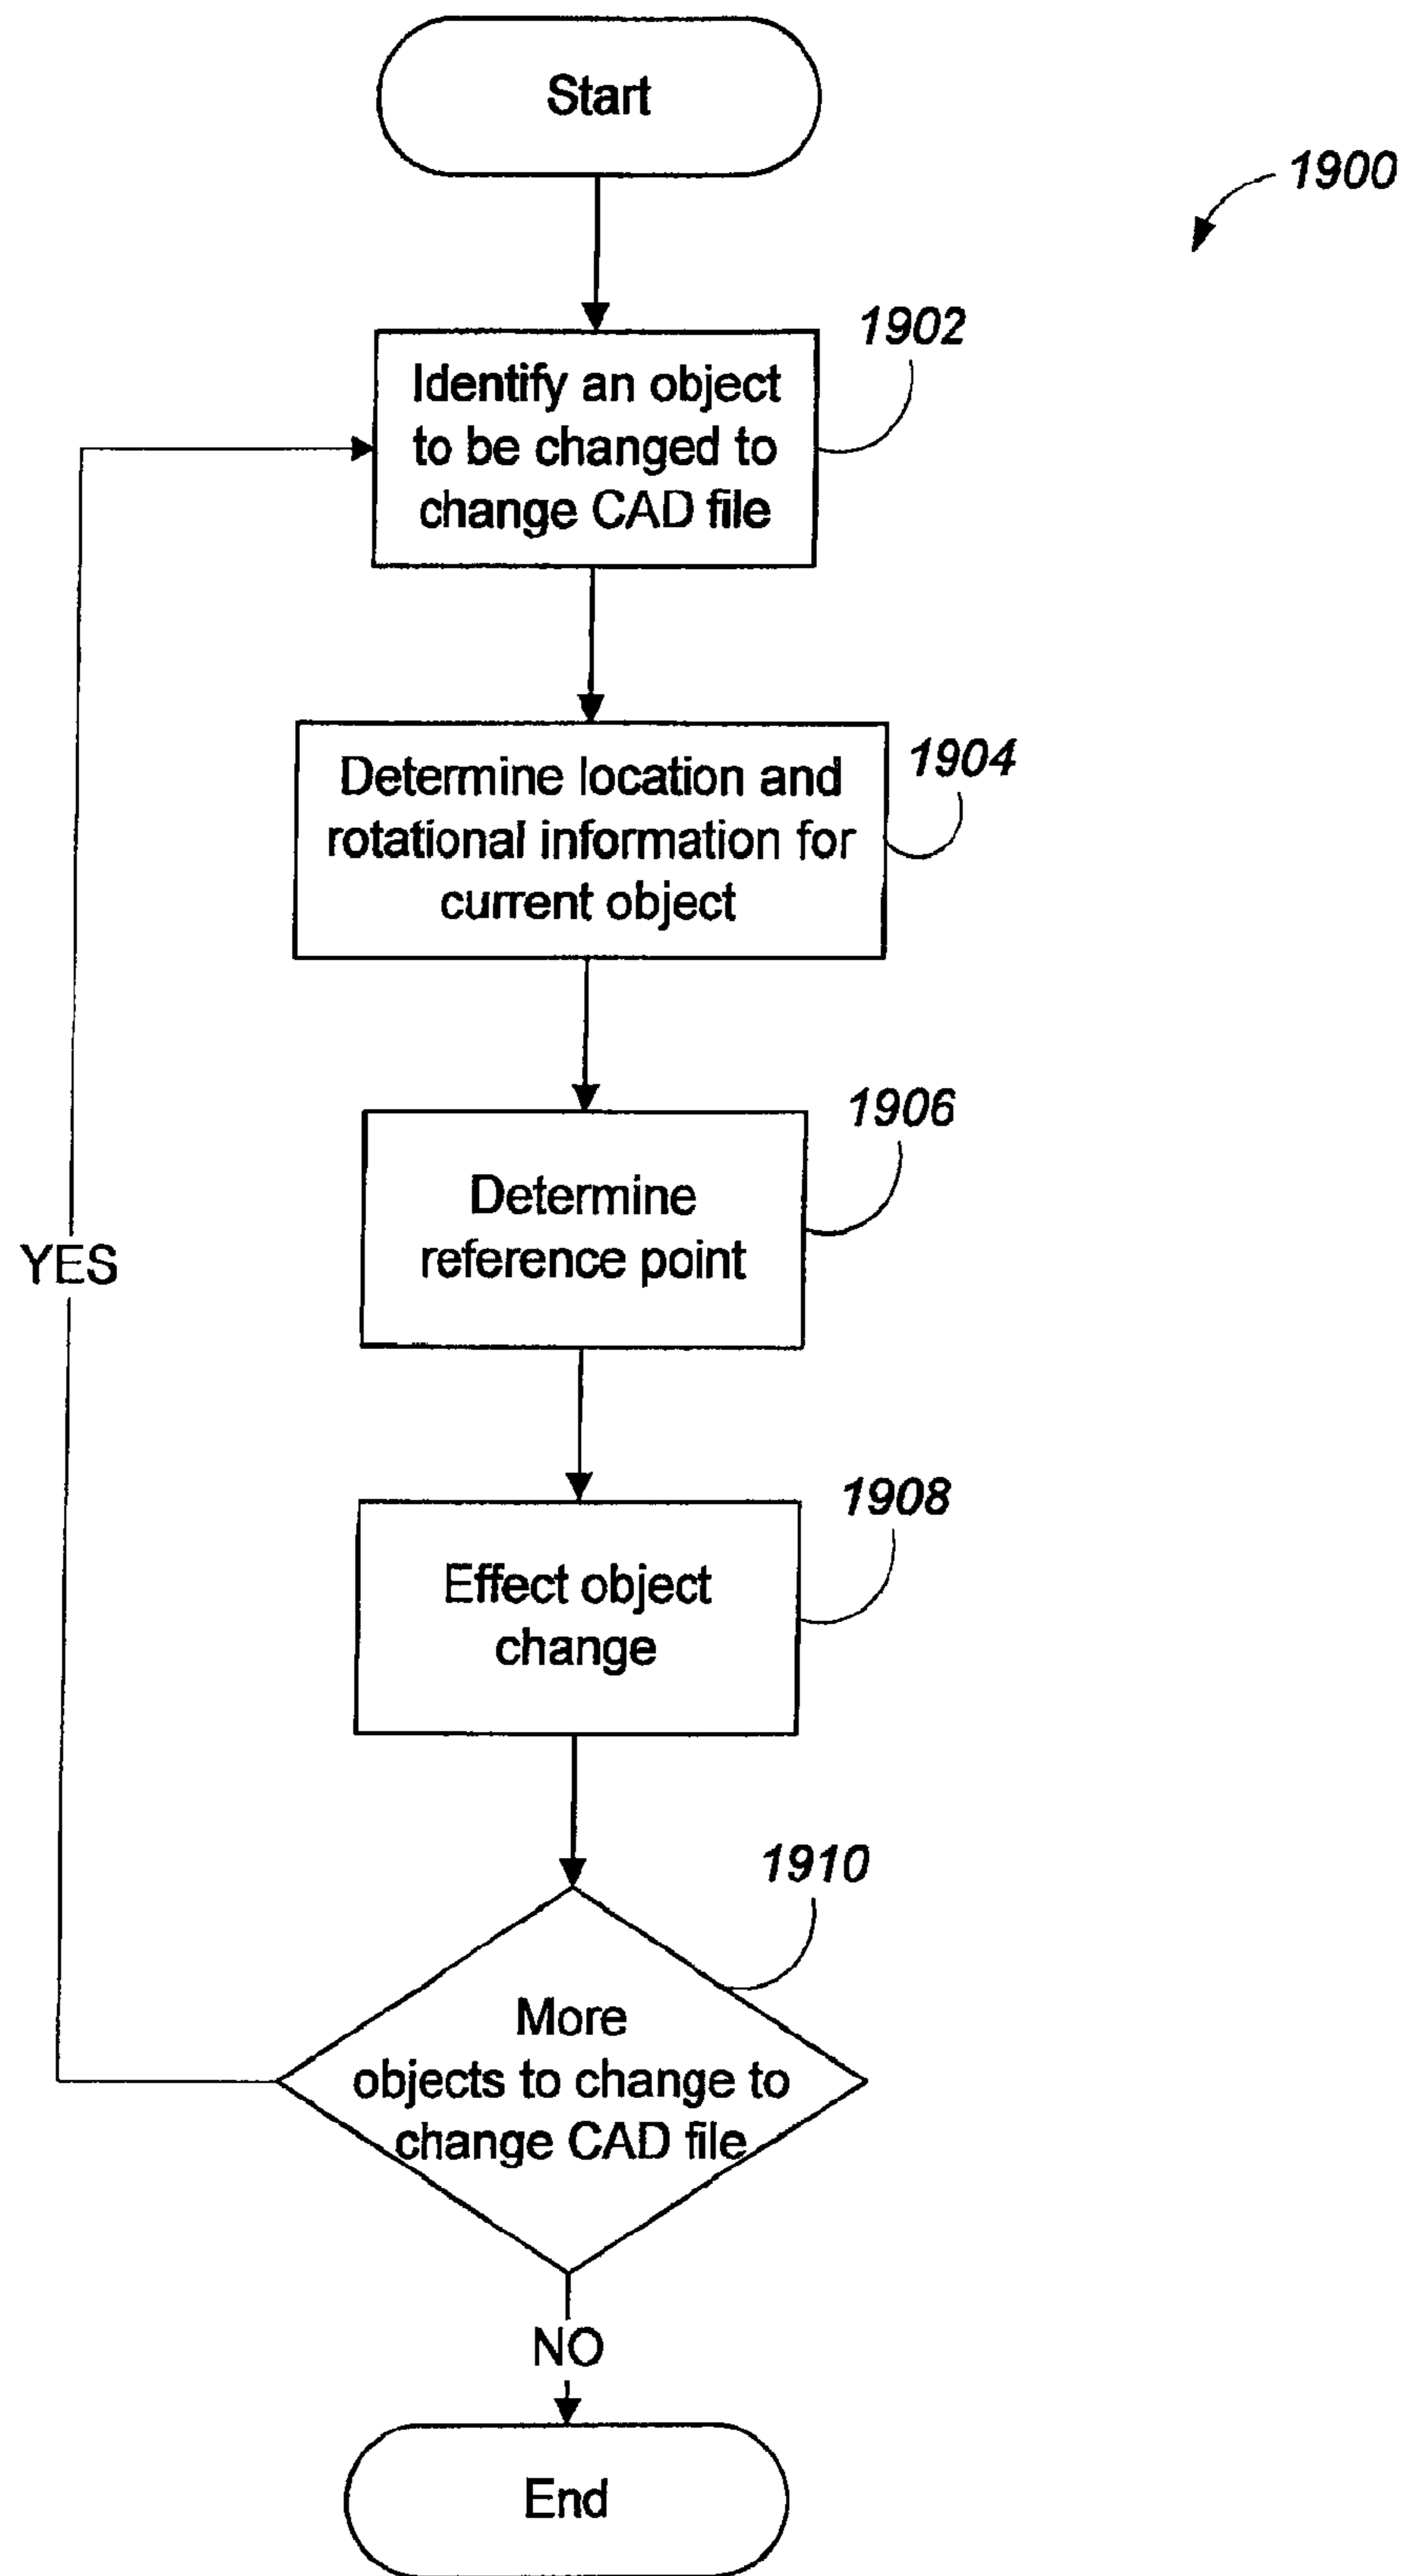 Start
1900
1902
Identify an object
to be changed to
change CAD file
1904
Determine location and
rotational information for
current object
1906
Determine
reference point
YES
1908
Effect object
change
1910
More
objects to change to
change CAD file
NO
End